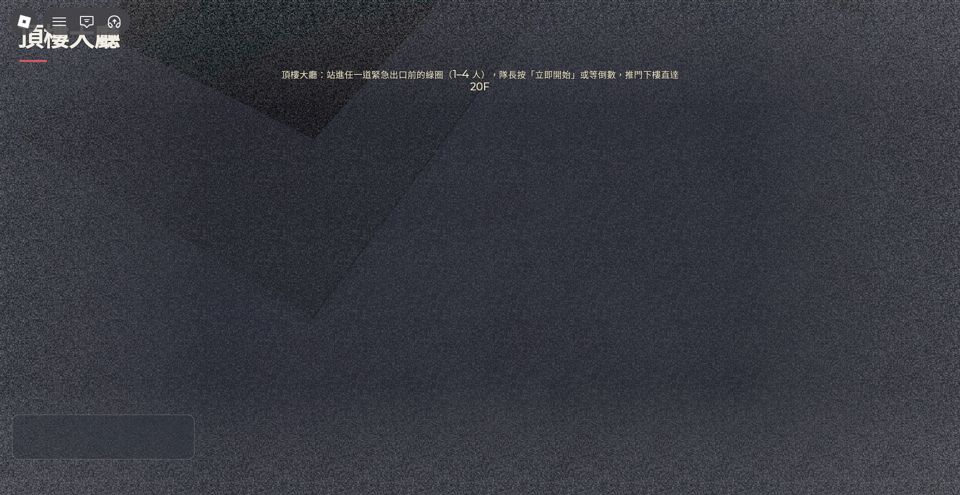 頂樓大廳
頂樓大廳：站進任一道緊急出口前的綠圈（1–4 人），隊長按「立即開始」或等倒數，推門下樓直達
20F